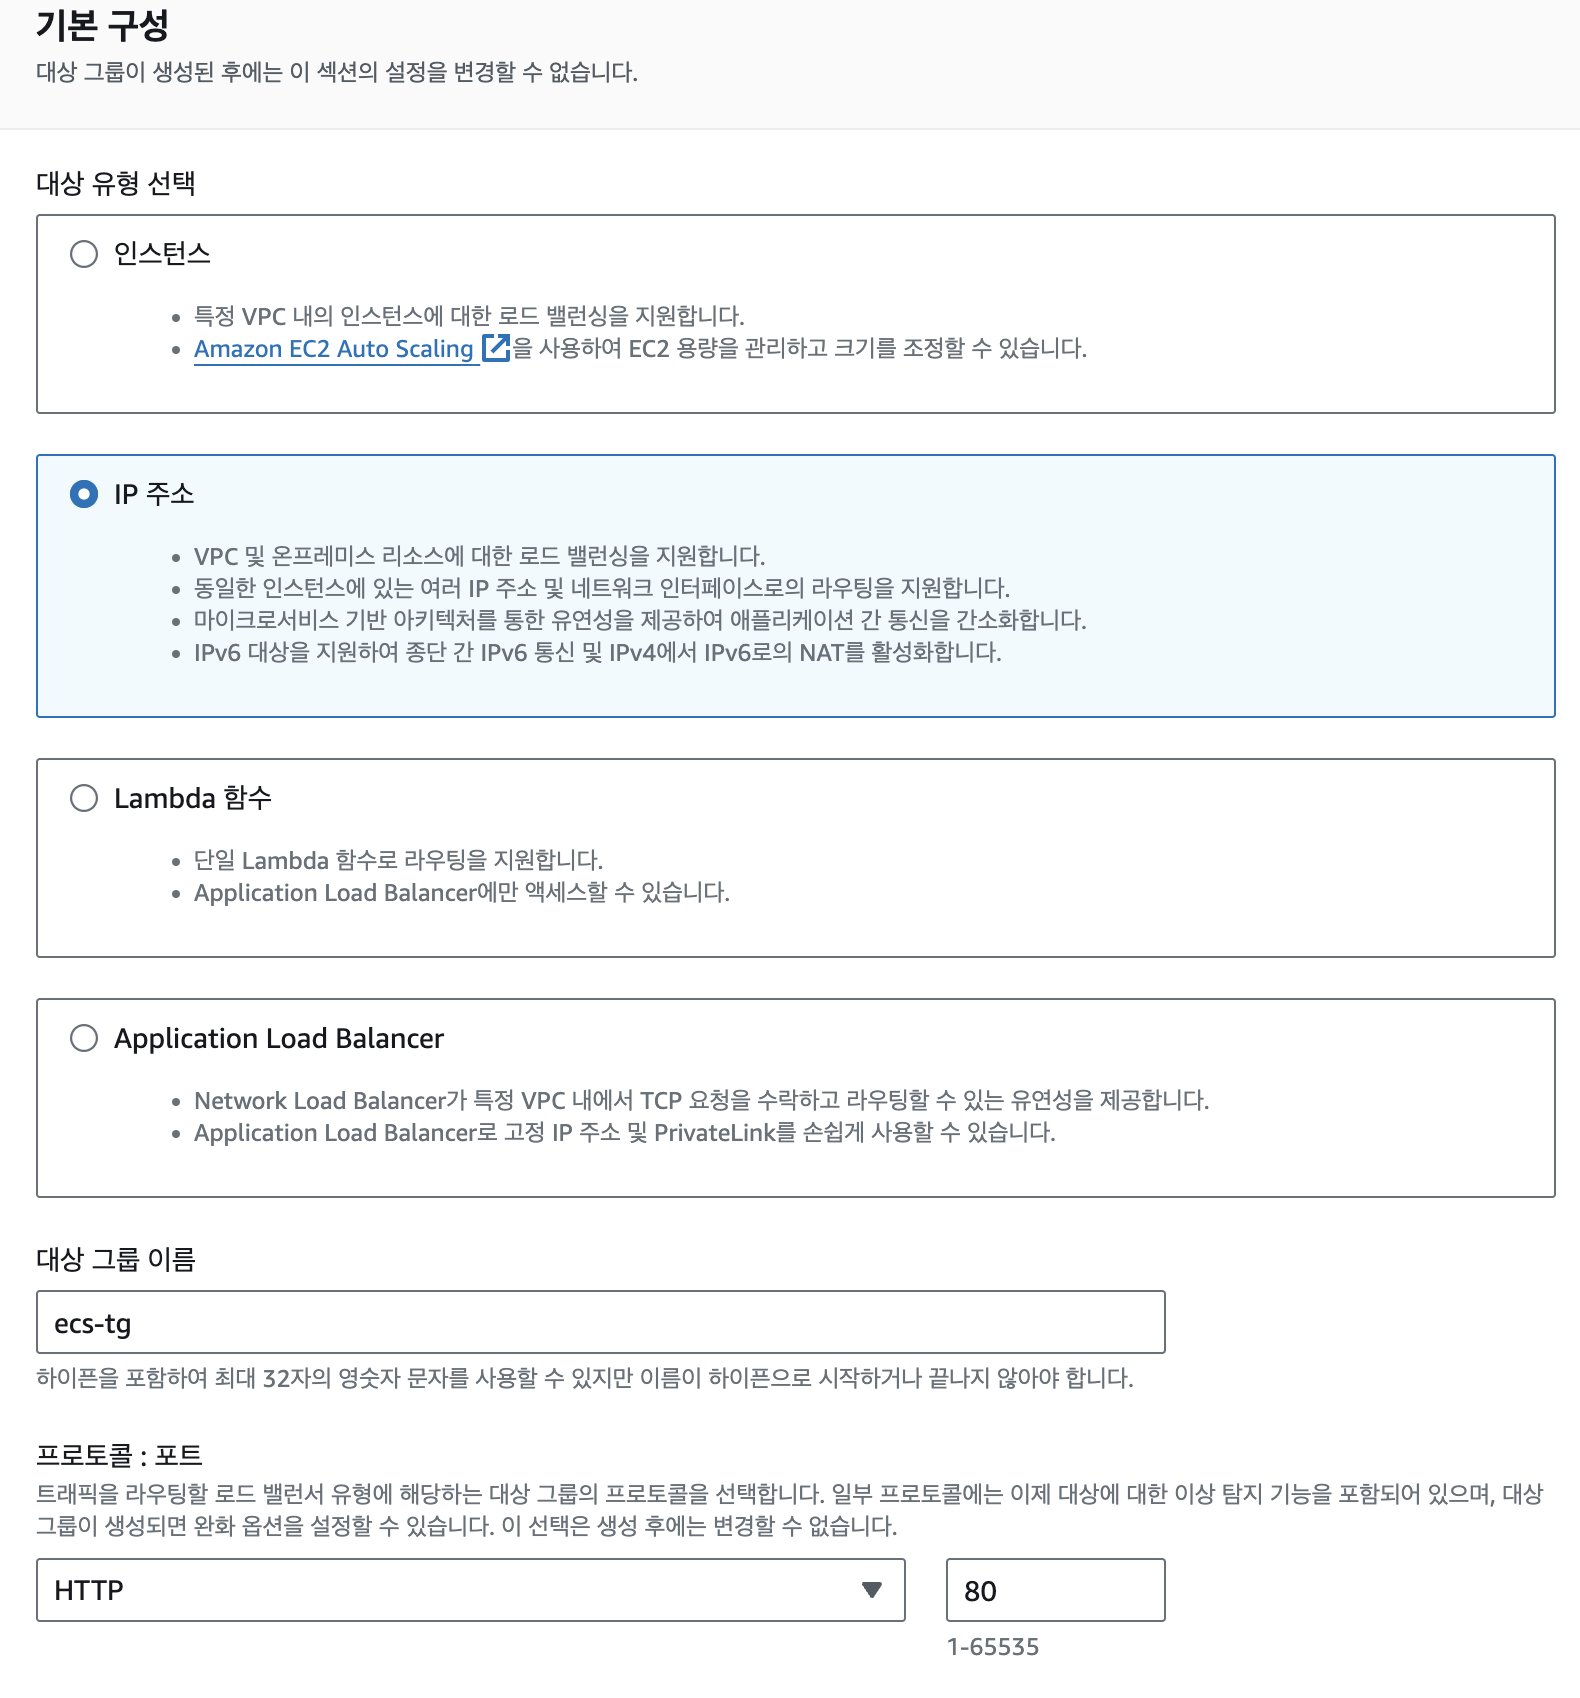 기본 구성
대상 그룹이 생성된 후에는 이 섹션의 설정을 변경할 수 없습니다.
대상 유형 선택
인스턴스
특정 VPC 내의 인스턴스에 대한 로드 밸런싱을 지원합니다.
Amazon EC2 Auto Scaling을 사용하여 EC2 용량을 관리하고 크기를 조정할 수 있습니다.
IP 주소
VPC 및 온프레미스 리소스에 대한 로드 밸런싱을 지원합니다.
동일한 인스턴스에 있는 여러 IP 주소 및 네트워크 인터페이스로의 라우팅을 지원합니다.
마이크로서비스 기반 아키텍처를 통한 유연성을 제공하여 애플리케이션 간 통신을 간소화합니다.
IPv6 대상을 지원하여 종단 간 IPv6 통신 및 IPv4에서 IPv6로의 NAT를 활성화합니다.
Lambda 함수
단일 Lambda 함수로 라우팅을 지원합니다.
Application Load Balancer에만 액세스할 수 있습니다.
Application Load Balancer
Network Load Balancer가 특정 VPC 내에서 TCP 요청을 수락하고 라우팅할 수 있는 유연성을 제공합니다.
Application Load Balancer로 고정 IP 주소 및 PrivateLink를 손쉽게 사용할 수 있습니다.
대상 그룹 이름
ecs-tg
하이픈을 포함하여 최대 32자의 영숫자 문자를 사용할 수 있지만 이름이 하이픈으로 시작하거나 끝나지 않아야 합니다.
프로토콜 : 포트
트래픽을 라우팅할 로드 밸런서 유형에 해당하는 대상 그룹의 프로토콜을 선택합니다. 일부 프로토콜에는 이제 대상에 대한 이상 탐지 기능을 포함되어 있으며, 대상
그룹이 생성되면 완화 옵션을 설정할 수 있습니다. 이 선택은 생성 후에는 변경할 수 없습니다.
HTTP
80
1-65535